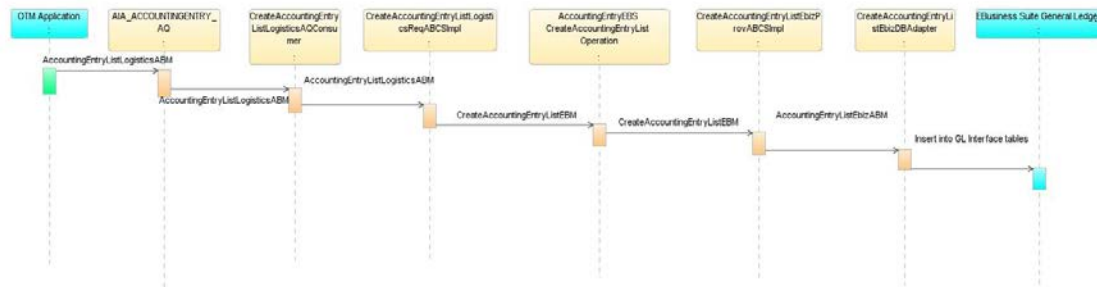 OTM Application
AIA_ACCOUNTINGENTRY_
AQ
CreateAccountingEntry
ListLogisticsAQConsu
mer
CreateAccountingEntryListLogisti
csReqABCSImpl
AccountingEntryEBS
CreateAccountingEntryList
Operation
CreateAccountingEntryListEbizP
rovABCSImpl
CreateAccountingEntryLi
stEbizDBAdapter
EBusiness Suite General Ledge
AccountingEntryListLogisticsABM
AccountingEntryListLogisticsABM
AccountingEntryListLogisticsABM
CreateAccountingEntryListEBM
CreateAccountingEntryListEBM
AccountingEntryListEbizABM
Insert into GL Interface tables